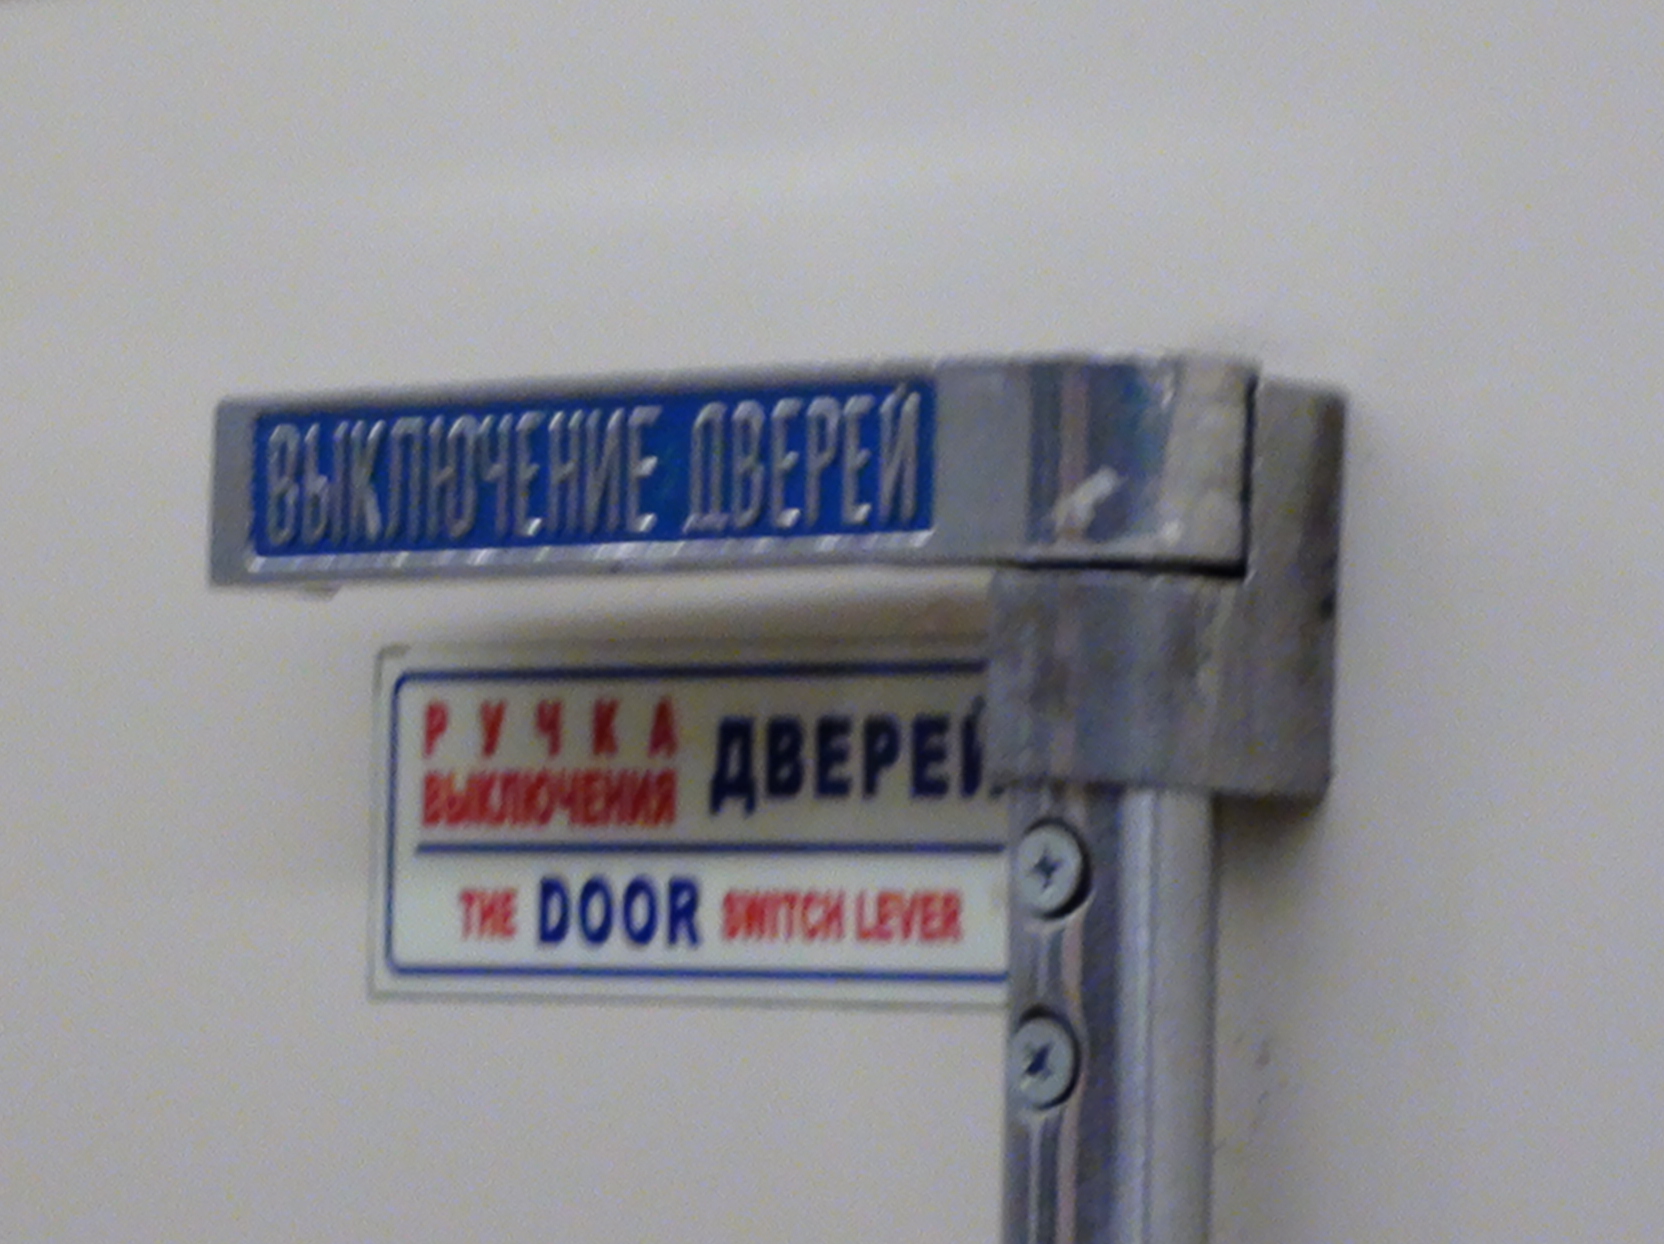 ВЫКЛЮЧЕНИЕ ДВЕРЕЙ
РУЧКА
ВЫКЛЮЧЕНИЯ ДВЕРЕЙ
THE DOOR SWITCH LEVER